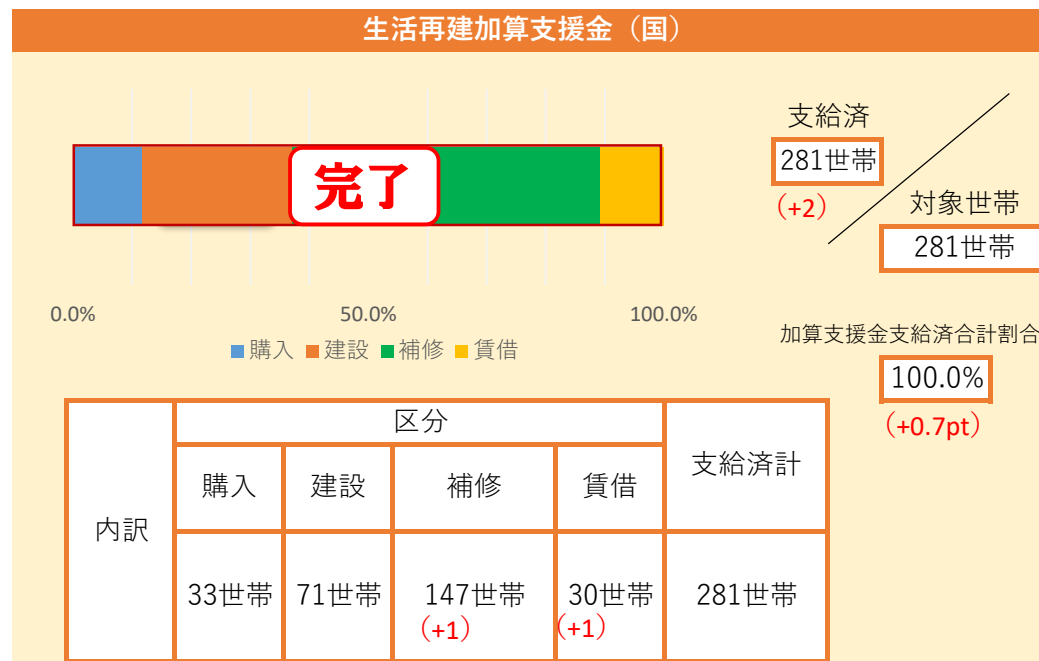 生活再建加算支援金（国）
完了
0.0% 50.0% 100.0%
■購入 ■建設 ■補修 ■賃借
支給済
281世帯
（+2）
対象世帯
281世帯
加算支援金支給済合計割合
100.0%
（+0.7pt）
内訳 区分 支給済計
購入 建設 補修 賃借
33世帯 71世帯 147世帯 30世帯 281世帯
（+1） （+1）